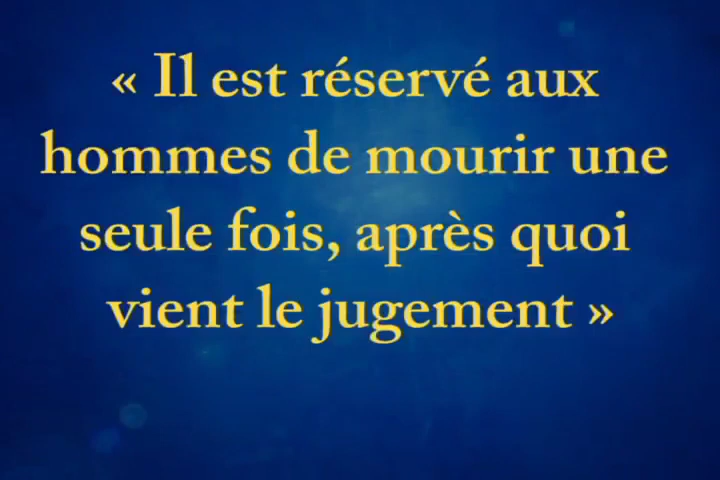 « Il est réservé aux
hommes de mourir une
seule fois, après quoi
vient le jugement »